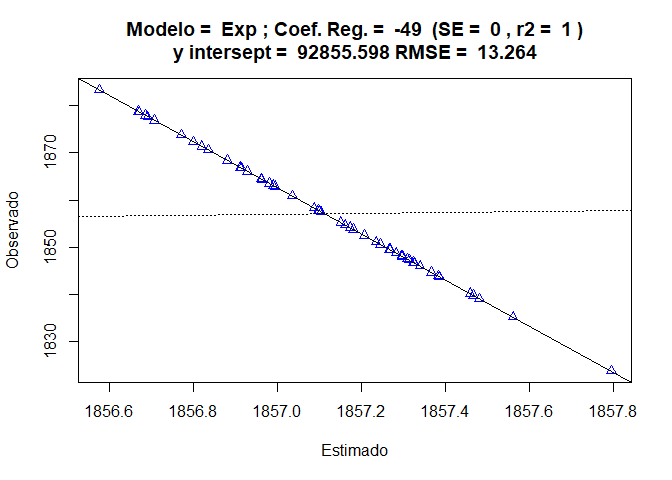 Modelo = Exp ; Coef. Reg. = -49 (SE = 0 , r2 = 1 )
y intersept = 92855.598 RMSE = 13.264
1870
1850
1830
Observado
1856.6 1856.8 1857.0 1857.2 1857.4 1857.6 1857.8
Estimado